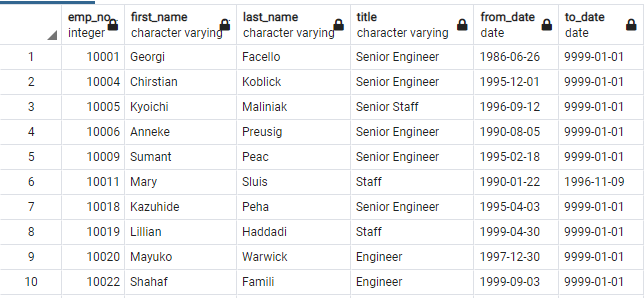 emp_no first_name last_name title from_date to_date
integer character varying character varying character varying date date
1 10001 Georgi Facello Senior Engineer 1986-06-26 9999-01-01
2 10004 Chirstian Koblick Senior Engineer 1995-12-01 9999-01-01
3 10005 Kyoichi Maliniak Senior Staff 1996-09-12 9999-01-01
4 10006 Anneke Preusig Senior Engineer 1990-08-05 9999-01-01
5 10009 Sumant Peac Senior Engineer 1995-02-18 9999-01-01
6 10011 Mary Sluis Staff 1990-01-22 1996-11-09
7 10018 Kazuhide Peha Senior Engineer 1995-04-03 9999-01-01
8 10019 Lillian Haddadi Staff 1999-04-30 9999-01-01
9 10020 Mayuko Warwick Engineer 1997-12-30 9999-01-01
10 10022 Shahaf Famili Engineer 1999-09-03 9999-01-01